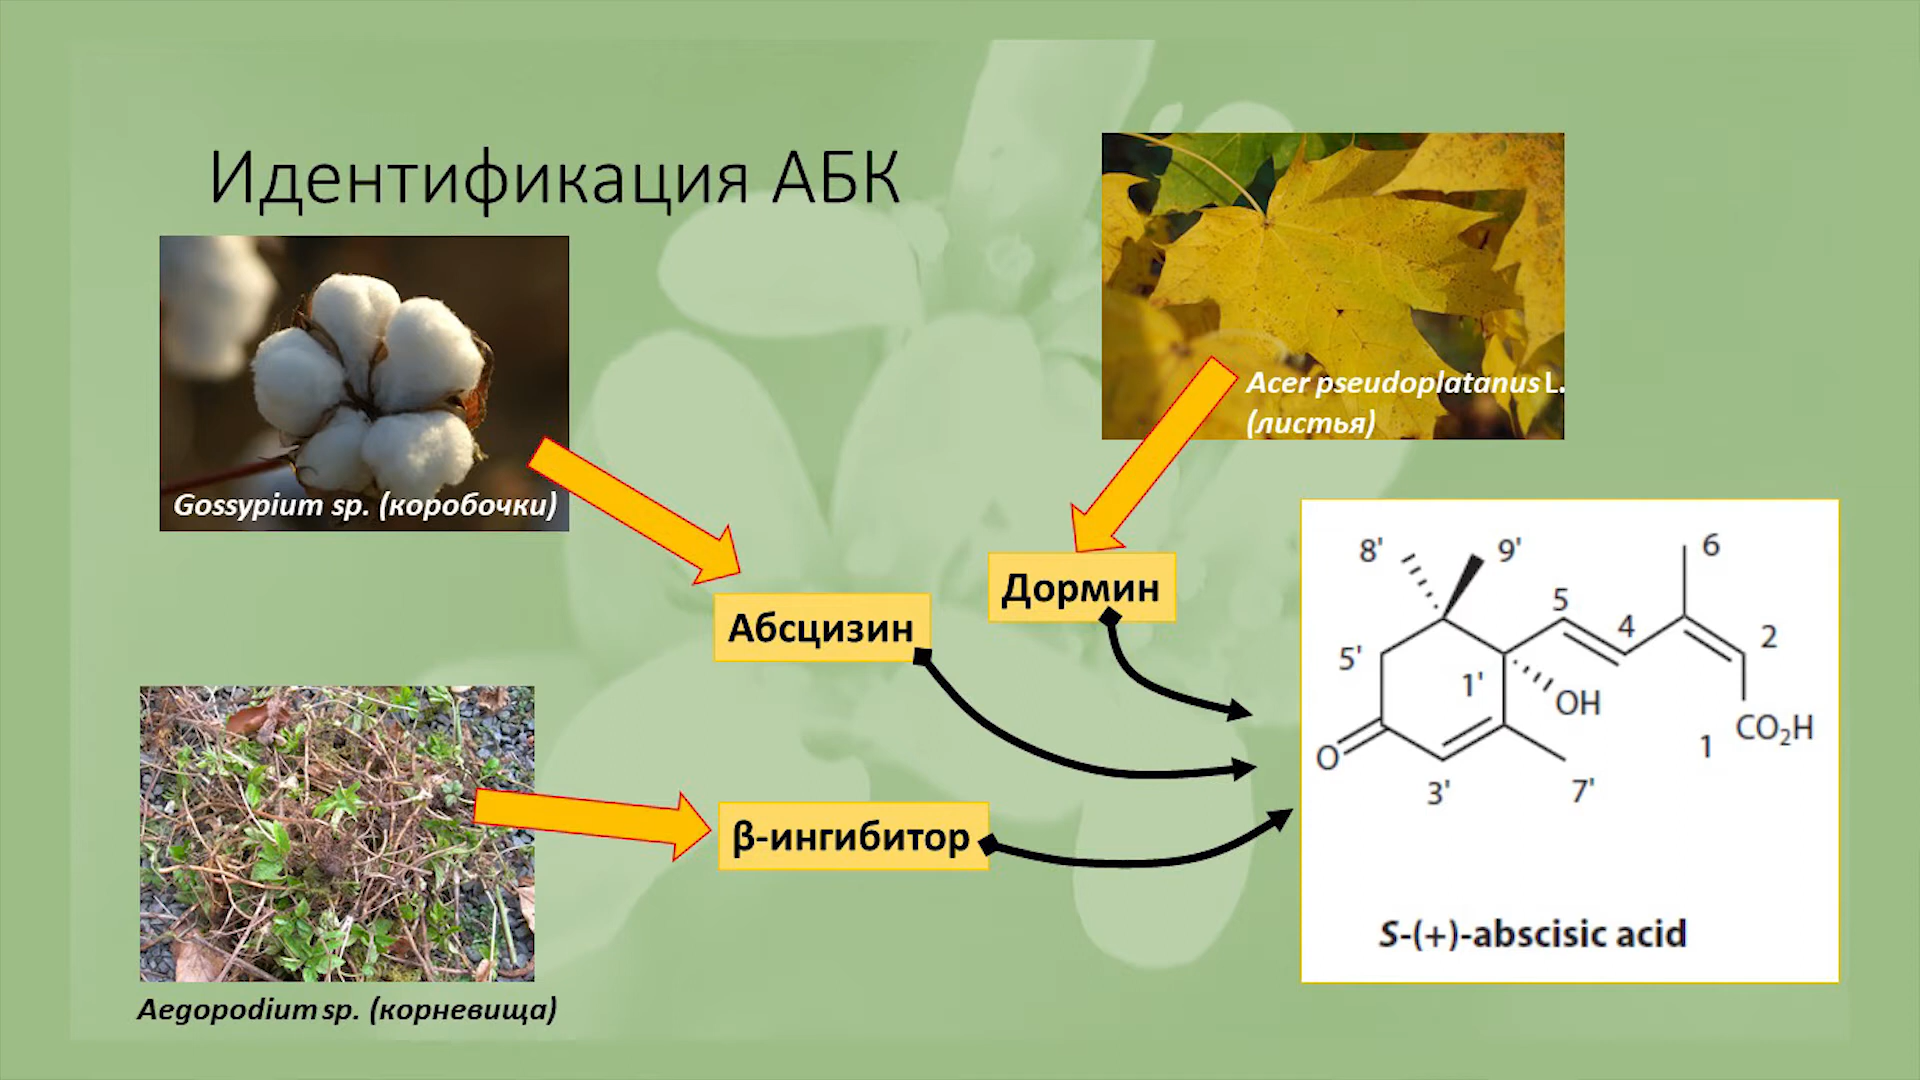 Идентификация АБК
Acer pseudoplatanus L.
(листья)
Gossypium sp. (коробочки)
Дормин
Абсцизин
β-ингибитор
Aegopodium sp. (корневища)
8'
9'
6
5
4
2
5'
1'
OH
CO₂H
1
O
3'
7'
S-(+)-abscisic acid